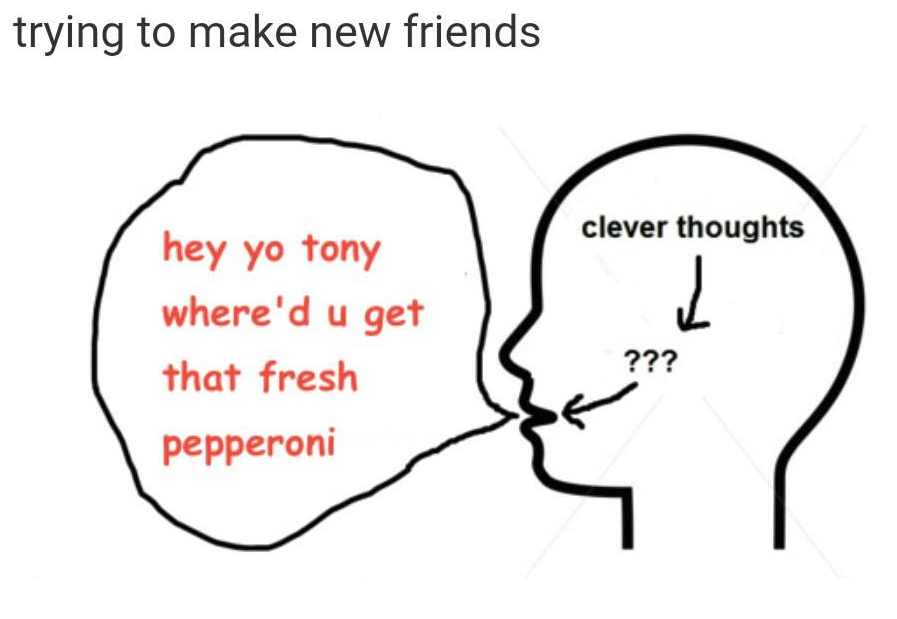 trying to make new friends
clever thoughts
???
hey yo tony
where'd u get
that fresh
pepperoni